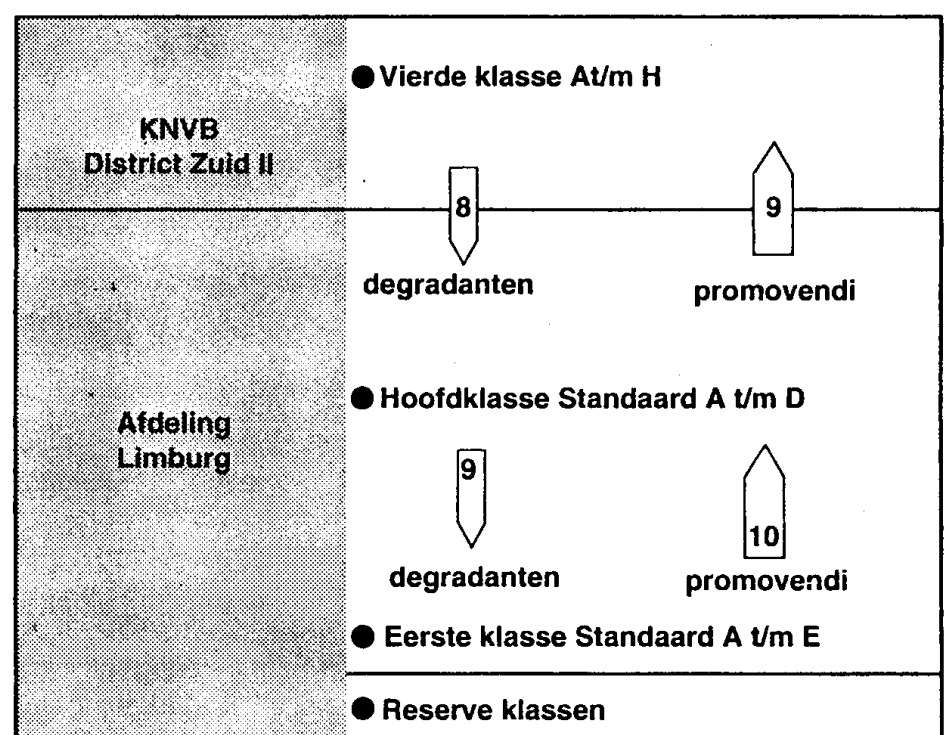 KNVB
District Zuid II
● Vierde klasse At/m H
8
9
degradanten
promovendi
Afdeling
Limburg
● Hoofdklasse Standaard A t/m D
9
10
degradanten
promovendi
● Eerste klasse Standaard A t/m E
● Reserve klassen